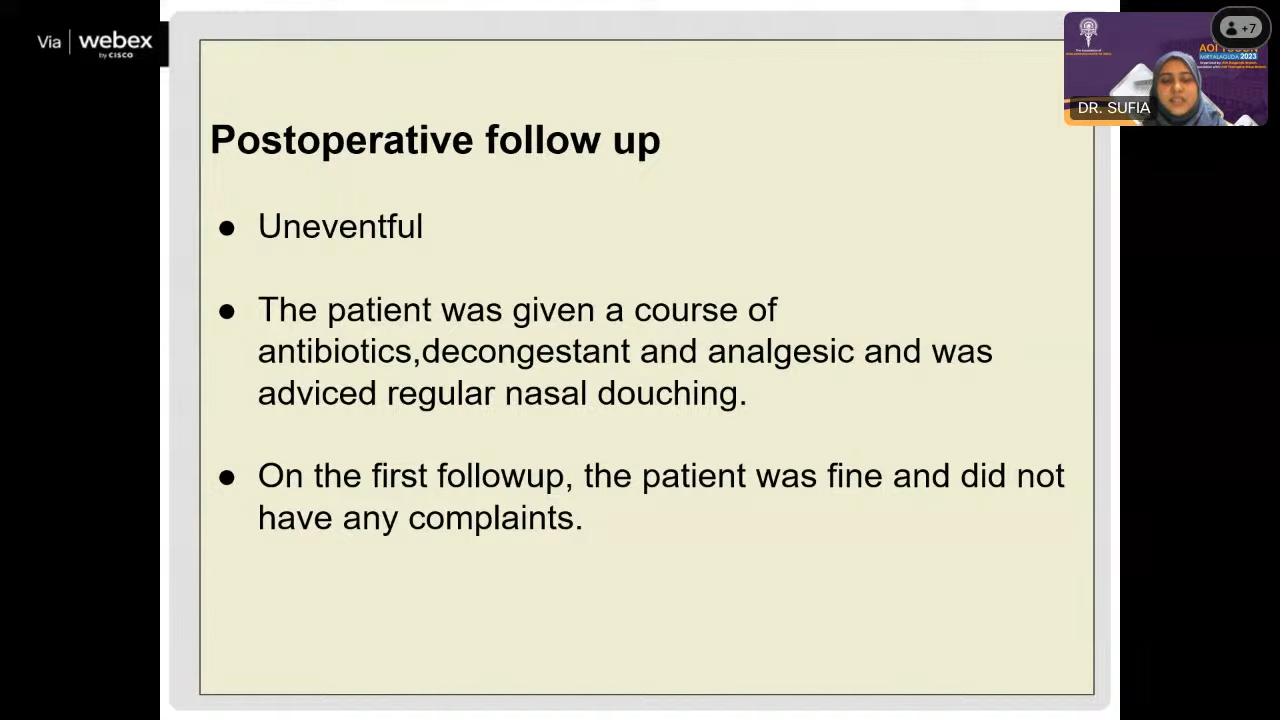 Via webex
by CISCO
+7
2023
DR. SUFIA
Postoperative follow up
● Uneventful
● The patient was given a course of
antibiotics,decongestant and analgesic and was
adviced regular nasal douching.
● On the first followup, the patient was fine and did not
have any complaints.